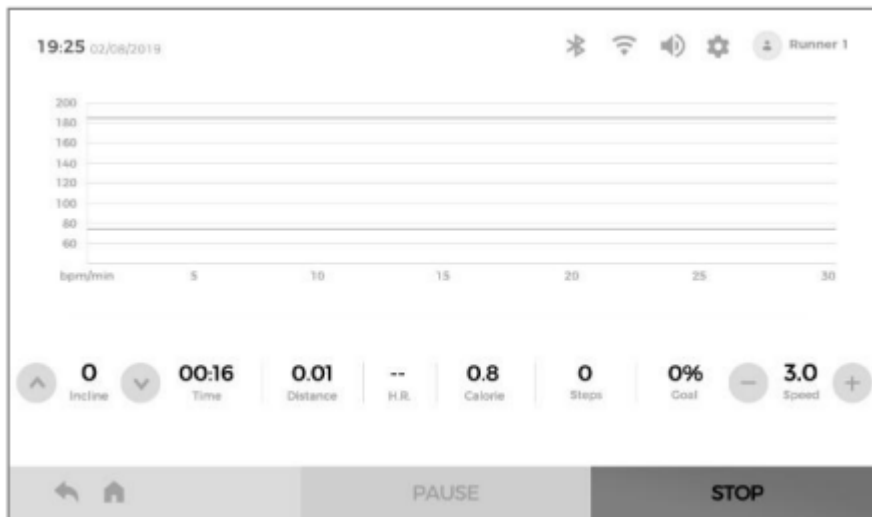 19:25 02/08/2019 Runner 1
200
180
160
140
120
100
80
60
bpm/min 5 10 15 20 25 30
0 00:16 0.01 -- 0.8 0 0% 3.0
Incline Time Distance H.R. Calorie Steps Goal Speed
PAUSE STOP